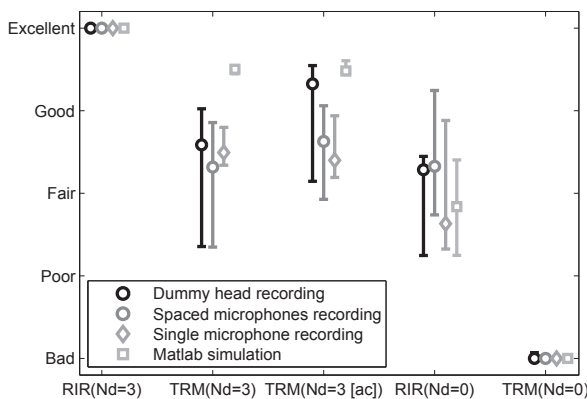 Excellent
Good
Fair
Poor
Bad
Dummy head recording
Spaced microphones recording
Single microphone recording
Matlab simulation
RIR(Nd=3) TRM(Nd=3) TRM(Nd=3 [ac]) RIR(Nd=0) TRM(Nd=0)